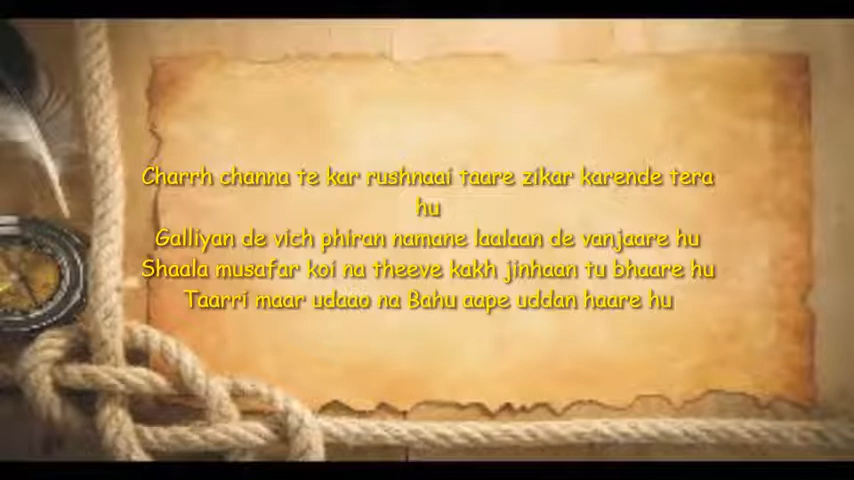 Charrh channa te kar rushnaai taare zikar karende tera
hu
Galliyan de vich phiran namane laalaan de vanjaare hu
Shaala musafar koi na theeve kakh jinhaan tu bhaare hu
Taarri maar udaao na Bahu aape uddan haare hu